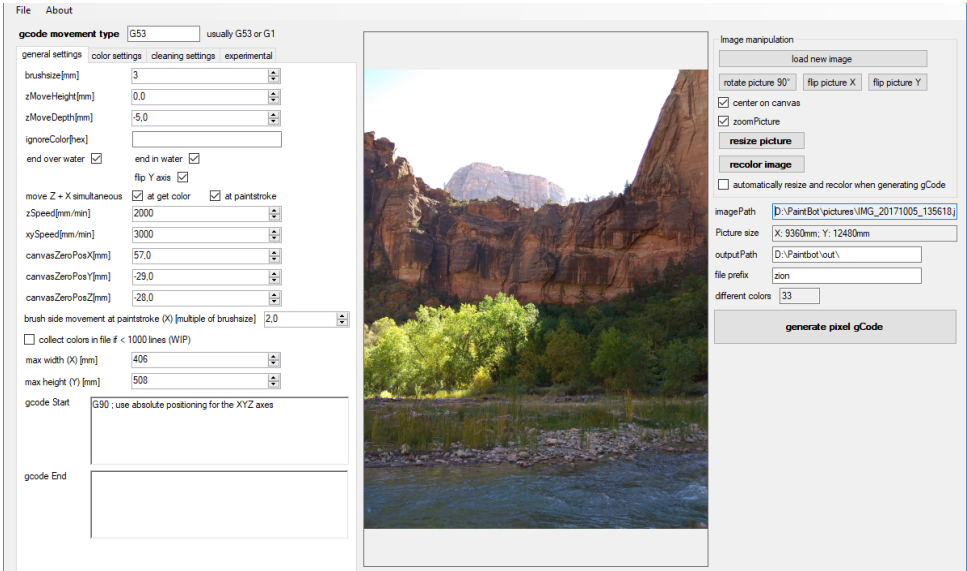 File About
gcode movement type G53 usually G53 or G1
general settings color settings cleaning settings experimental
brushsize[mm] 3
zMoveHeight[mm] 0,0
zMoveDepth[mm] -5,0
ignoreColor[hex]
end over water end in water
flip Y axis
move Z + X simultaneous at get color at paintstroke
zSpeed[mm/min] 2000
xySpeed[mm/min] 3000
canvasZeroPosX[mm] 57,0
canvasZeroPosY[mm] -29,0
canvasZeroPosZ[mm] -28,0
brush side movement at paintstroke (X) [multiple of brushsize] 2,0
collect colors in file if < 1000 lines (WIP)
max width (X) [mm] 406
max height (Y) [mm] 508
gcode Start G90 ; use absolute positioning for the XYZ axes
gcode End
Image manipulation
load new image
rotate picture 90° flip picture X flip picture Y
center on canvas
zoomPicture
resize picture
recolor image
automatically resize and recolor when generating gCode
imagePath D:\PaintBot\pictures\IMG_20171005_135618.j
Picture size X: 9360mm; Y: 12480mm
outputPath D:\Paintbot\out\
file prefix zion
different colors 33
generate pixel gCode